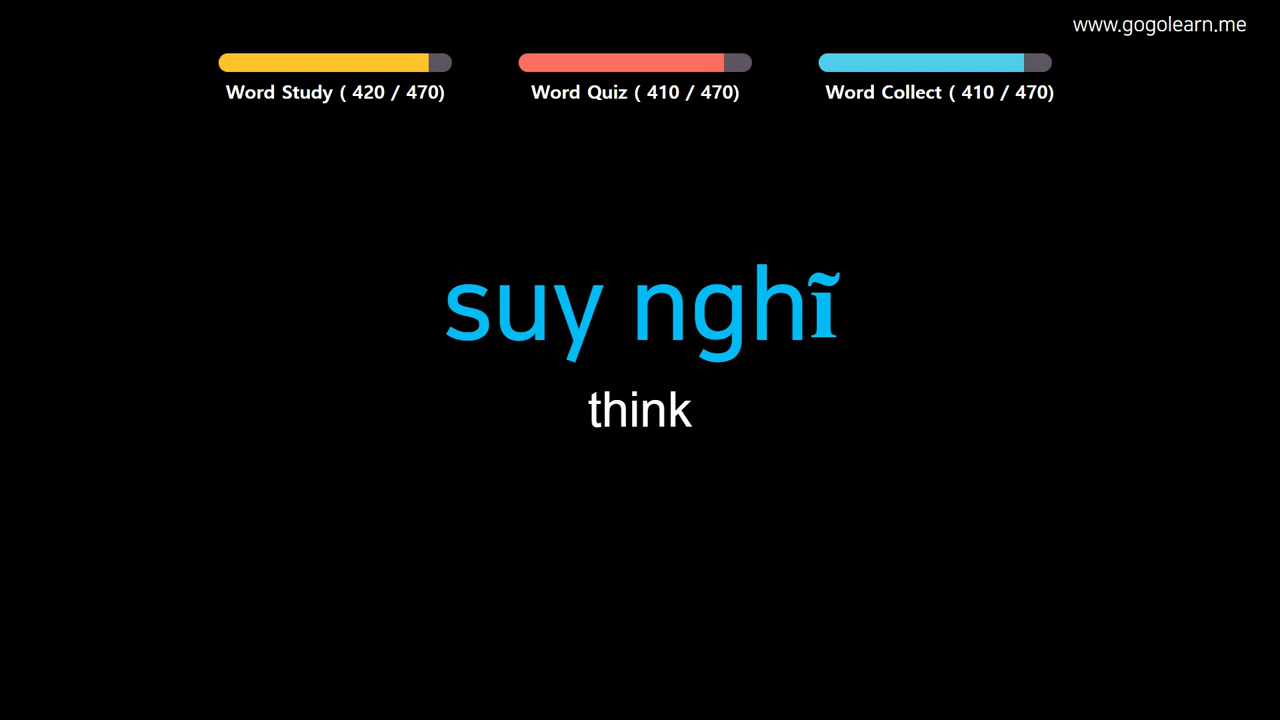 www.gogolearn.me
Word Study ( 420 / 470)
Word Quiz ( 410 / 470)
Word Collect ( 410 / 470)
suy nghĩ
think